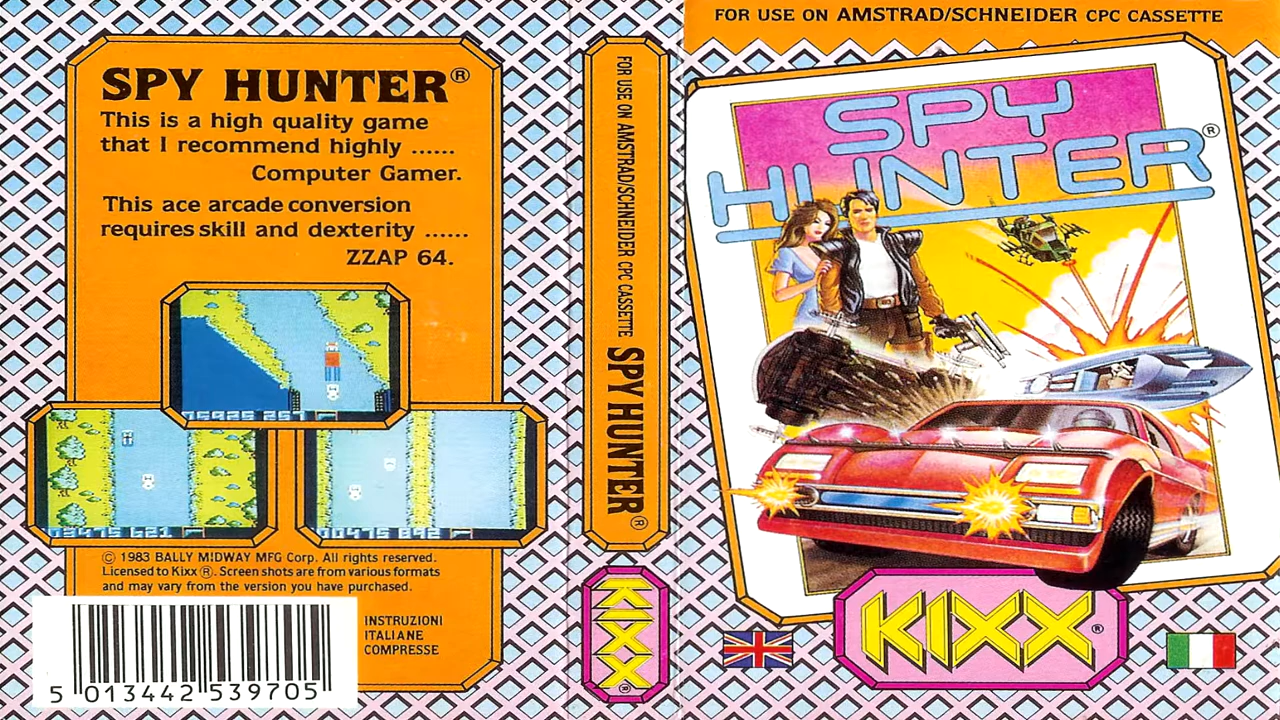 SPY HUNTER®
This is a high quality game
that I recommend highly ......
Computer Gamer.
This ace arcade conversion
requires skill and dexterity ......
ZZAP 64.
© 1983 BALLY MIDWAY MFG Corp. All rights reserved.
Licensed to Kixx ®. Screen shots are from various formats
and may vary from the version you have purchased.
INSTRUZIONI
ITALIANE
COMPRESSE
5 013442 539705
FOR USE ON AMSTRAD/SCHNEIDER CPC CASSETTE SPY HUNTER®
KIXX®
FOR USE ON AMSTRAD/SCHNEIDER CPC CASSETTE
SPY
HUNTER®
KIXX®